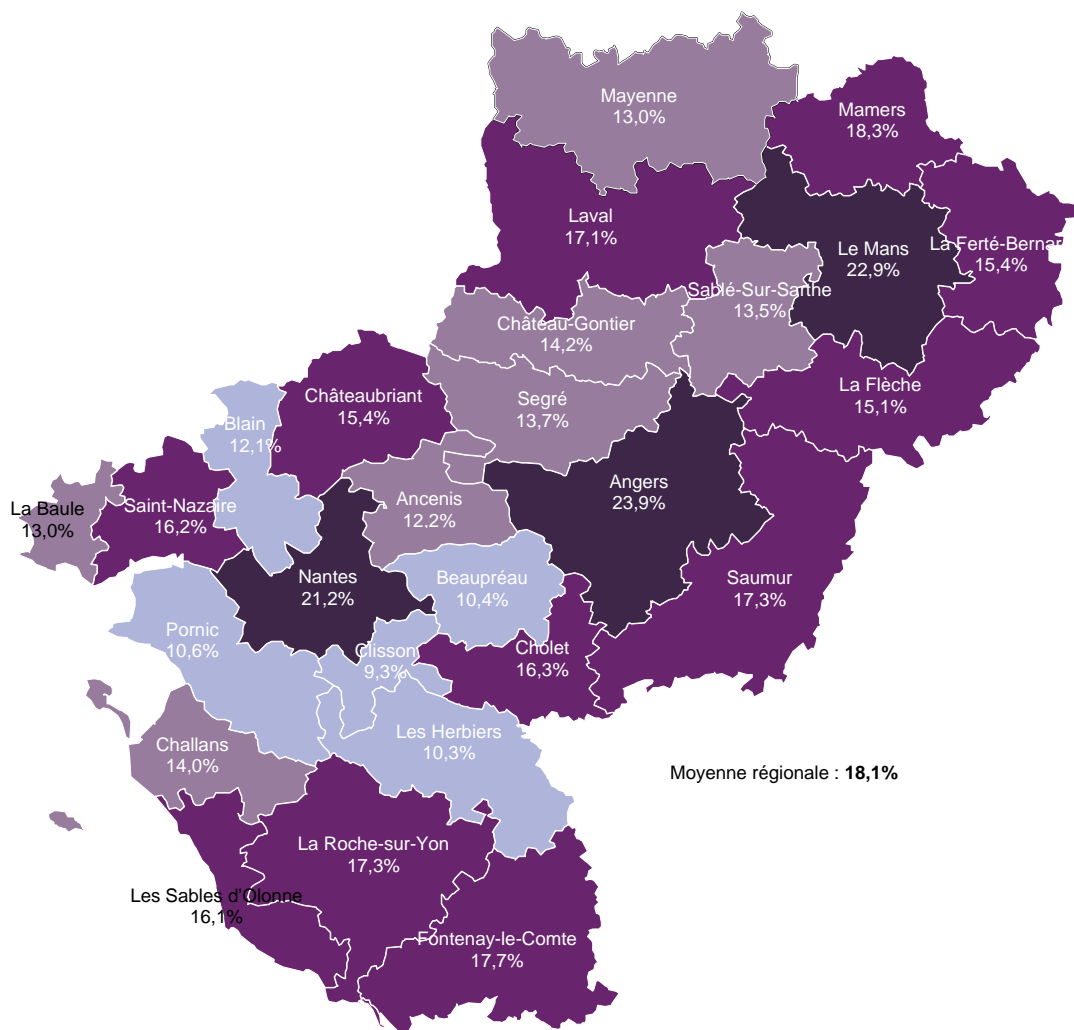 Mayenne
13,0%
Mamers
18,3%
Laval
17,1%
Le Mans
22,9%
La Ferté-Bernar
15,4%
Sablé-Sur-Sarthe
13,5%
Château-Gontier
14,2%
La Flèche
15,1%
Châteaubriant
15,4%
Segré
13,7%
Blain
12,1%
Angers
23,9%
Ancenis
12,2%
La Baule
13,0%
Saint-Nazaire
16,2%
Nantes
21,2%
Beaupréau
10,4%
Saumur
17,3%
Pornic
10,6%
Clisson
9,3%
Cholet
16,3%
Les Herbiers
10,3%
Challans
14,0%
Moyenne régionale : 18,1%
La Roche-sur-Yon
17,3%
Les Sables d'Olonne
16,1%
Fontenay-le-Comte
17,7%